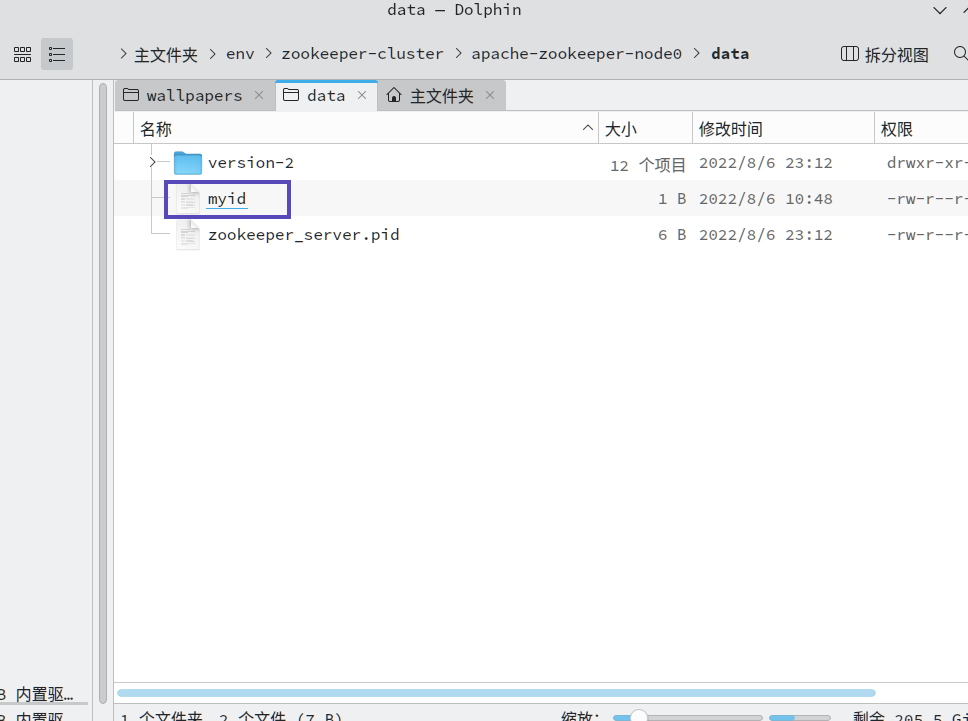 data — Dolphin
主文件夹 env zookeeper-cluster apache-zookeeper-node0 data 拆分视图
wallpapers data 主文件夹
名称 大小 修改时间 权限
version-2 12 个项目 2022/8/6 23:12 drwxr-xr-
myid 1 B 2022/8/6 10:48 -rw-r--r-
zookeeper_server.pid 6 B 2022/8/6 23:12 -rw-r--r-
内置驱…
内置驱
1 个文件夹, 2 个文件 (7 B) 缩放: 剩余 205.5 Gi